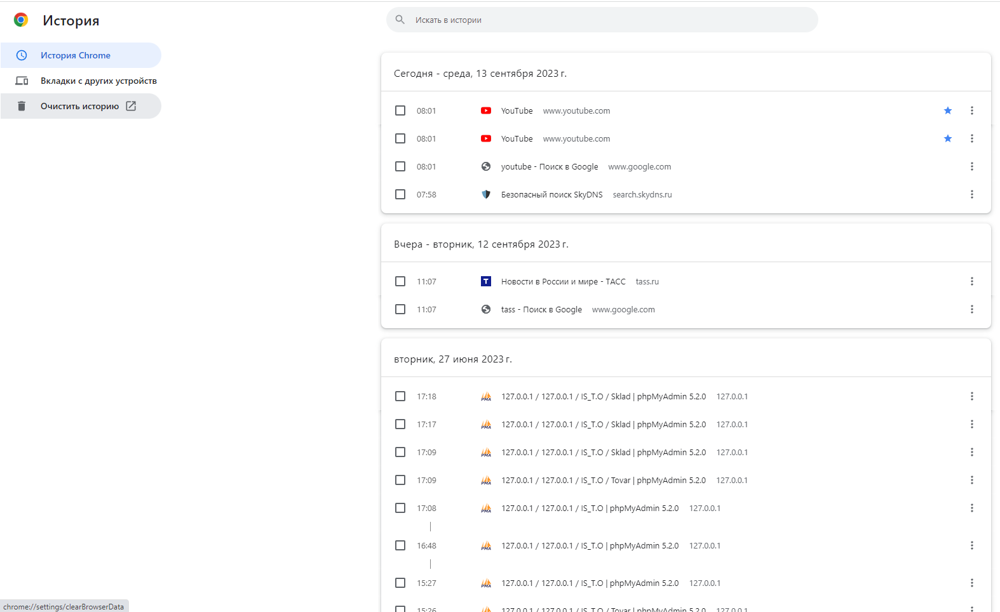 История
Искать в истории
История Chrome
Вкладки с других устройств
Очистить историю
Сегодня - среда, 13 сентября 2023 г.
08:01 YouTube www.youtube.com
08:01 YouTube www.youtube.com
08:01 youtube - Поиск в Google www.google.com
07:58 Безопасный поиск SkyDNS search.skydns.ru
Вчера - вторник, 12 сентября 2023 г.
11:07 T Новости в России и мире - ТАСС tass.ru
11:07 tass - Поиск в Google www.google.com
вторник, 27 июня 2023 г.
17:18 PMA 127.0.0.1 / 127.0.0.1 / IS_T.O / Sklad | phpMyAdmin 5.2.0 127.0.0.1
17:17 PMA 127.0.0.1 / 127.0.0.1 / IS_T.O / Sklad | phpMyAdmin 5.2.0 127.0.0.1
17:09 PMA 127.0.0.1 / 127.0.0.1 / IS_T.O / Sklad | phpMyAdmin 5.2.0 127.0.0.1
17:09 PMA 127.0.0.1 / 127.0.0.1 / IS_T.O / Tovar | phpMyAdmin 5.2.0 127.0.0.1
17:08 PMA 127.0.0.1 / 127.0.0.1 / IS_T.O | phpMyAdmin 5.2.0 127.0.0.1
16:48 PMA 127.0.0.1 / 127.0.0.1 / IS_T.O | phpMyAdmin 5.2.0 127.0.0.1
15:27 PMA 127.0.0.1 / 127.0.0.1 / IS_T.O | phpMyAdmin 5.2.0 127.0.0.1
15:26 127.0.0.1 / 127.0.0.1 / IS_T.O | phpMyAdmin 5.2.0 127.0.0.1
chrome://settings/clearBrowserData